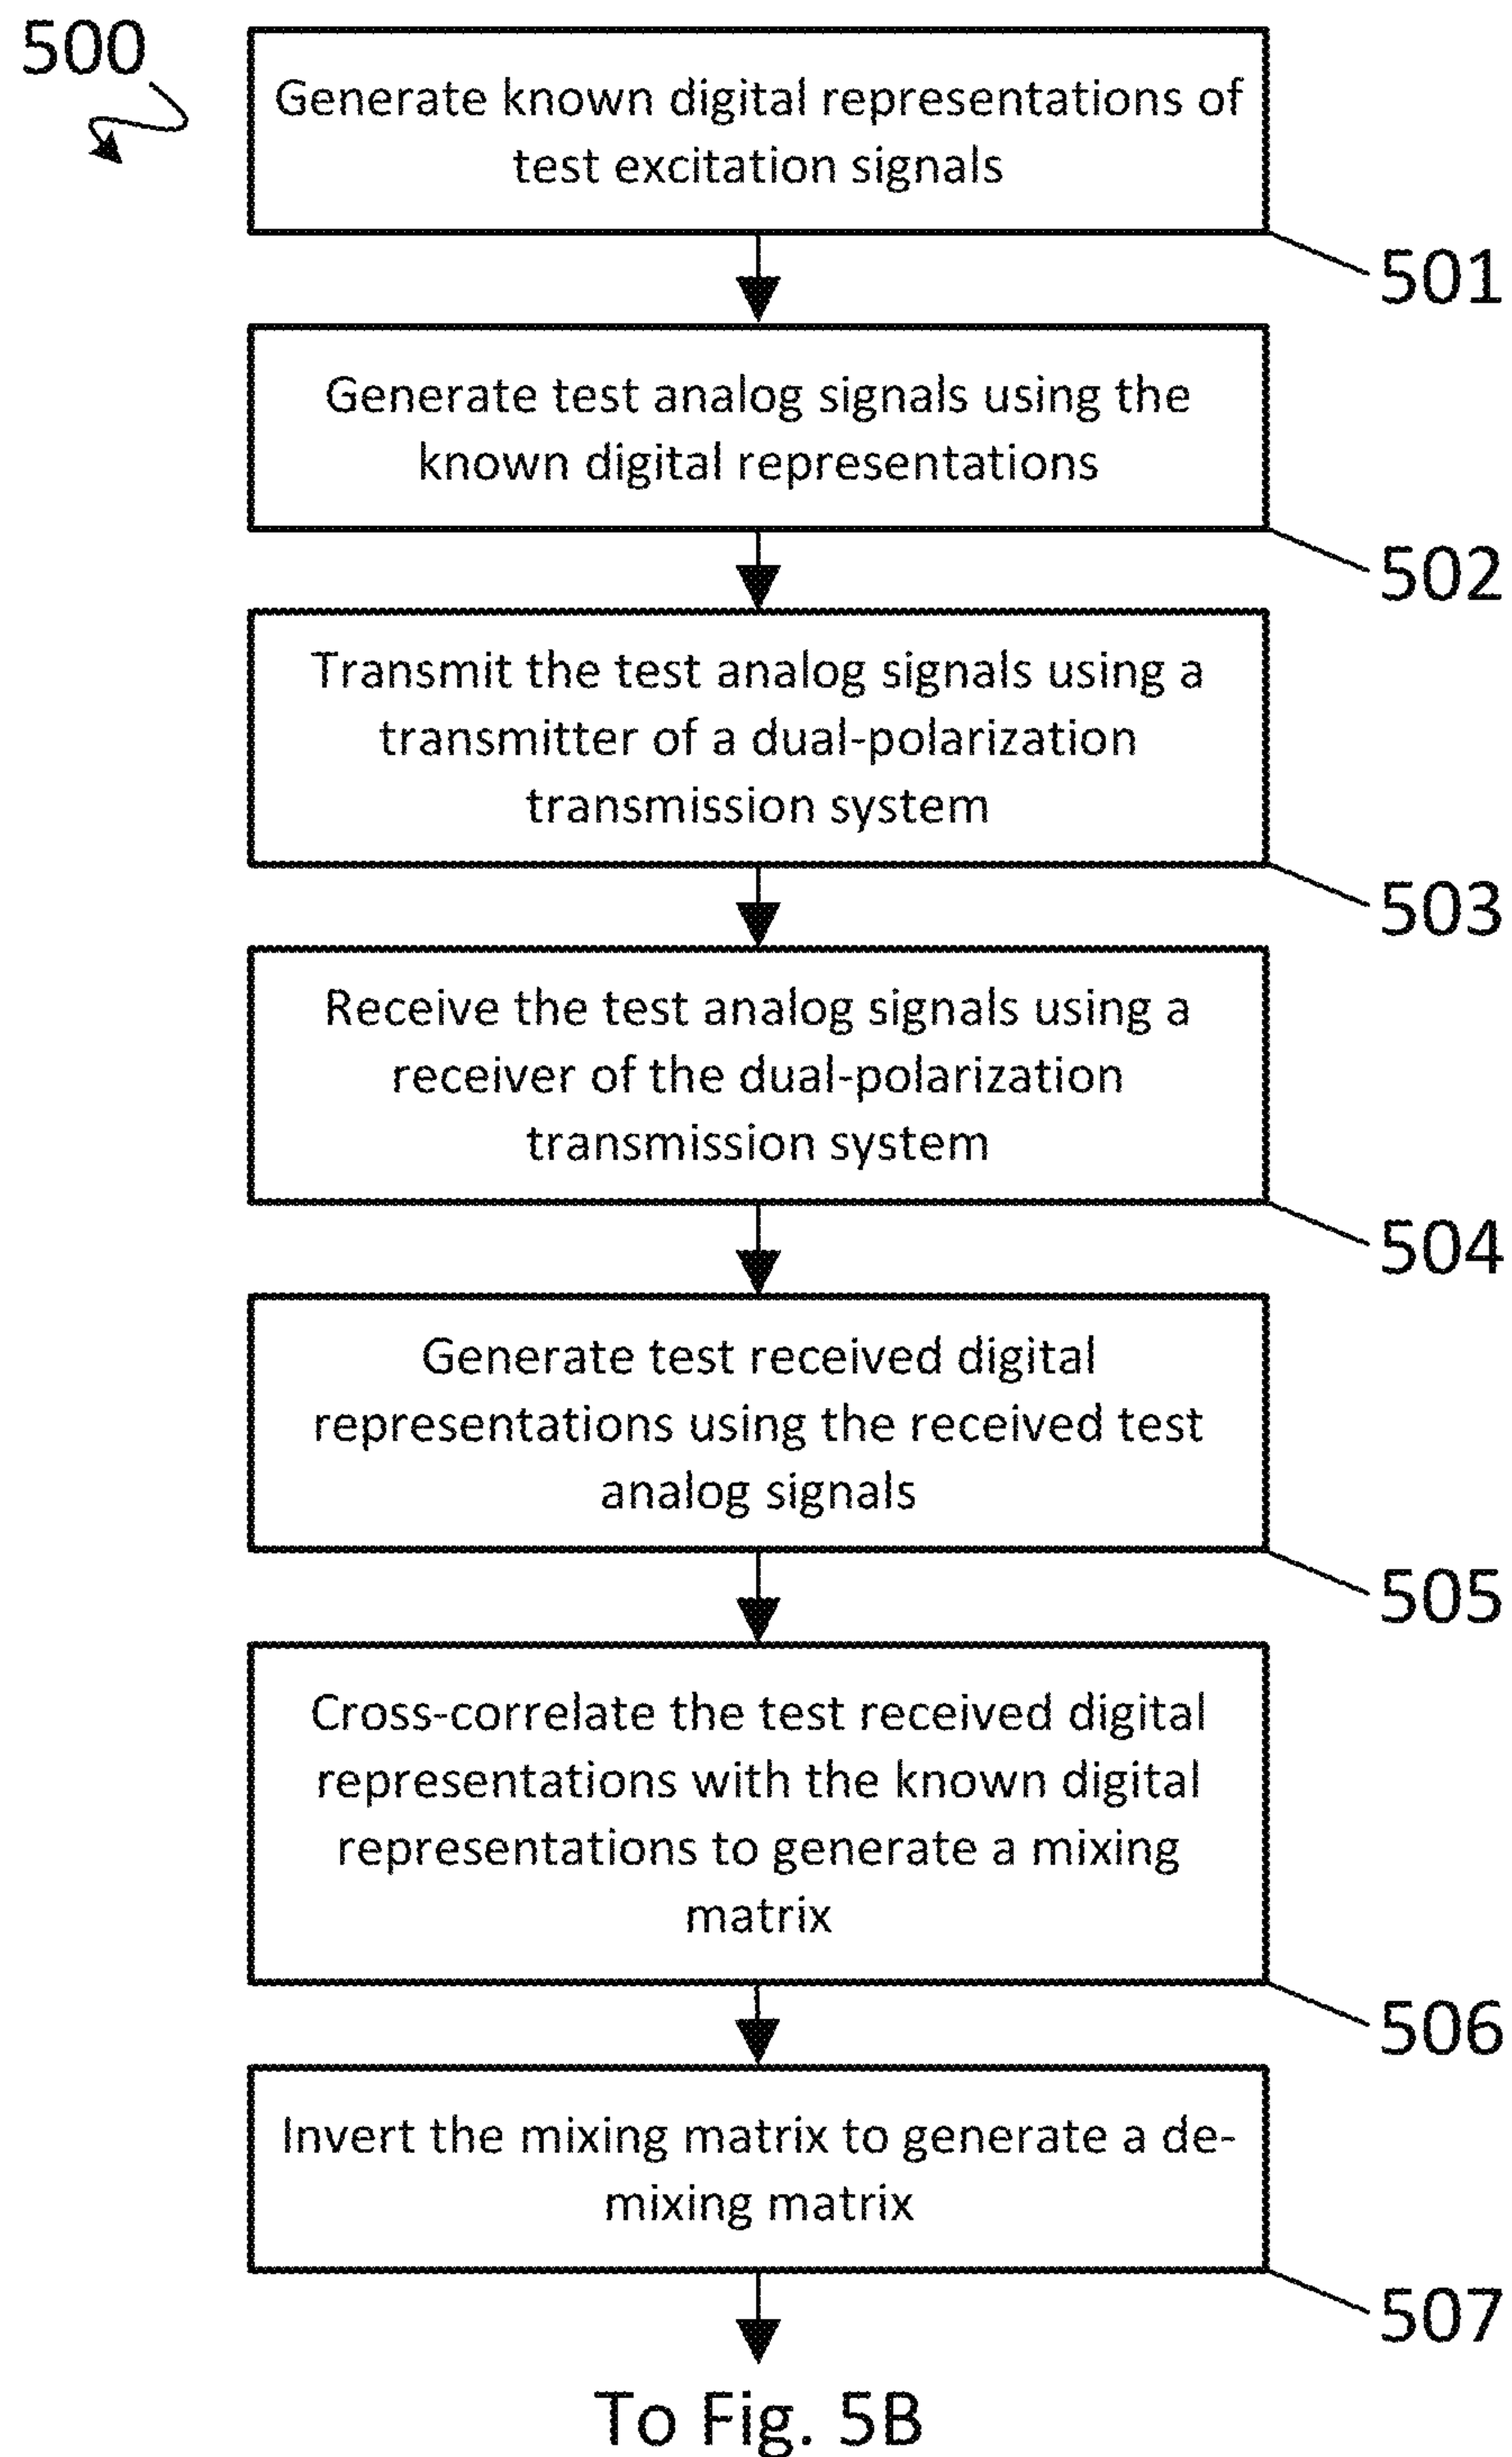 500
Generate known digital representations of
test excitation signals
501
Generate test analog signals using the
known digital representations
502
Transmit the test analog signals using a
transmitter of a dual-polarization
transmission system
503
Receive the test analog signals using a
receiver of the dual-polarization
transmission system
504
Generate test received digital
representations using the received test
analog signals
505
Cross-correlate the test received digital
representations with the known digital
representations to generate a mixing
matrix
506
Invert the mixing matrix to generate a de-
mixing matrix
507
To Fig. 5B